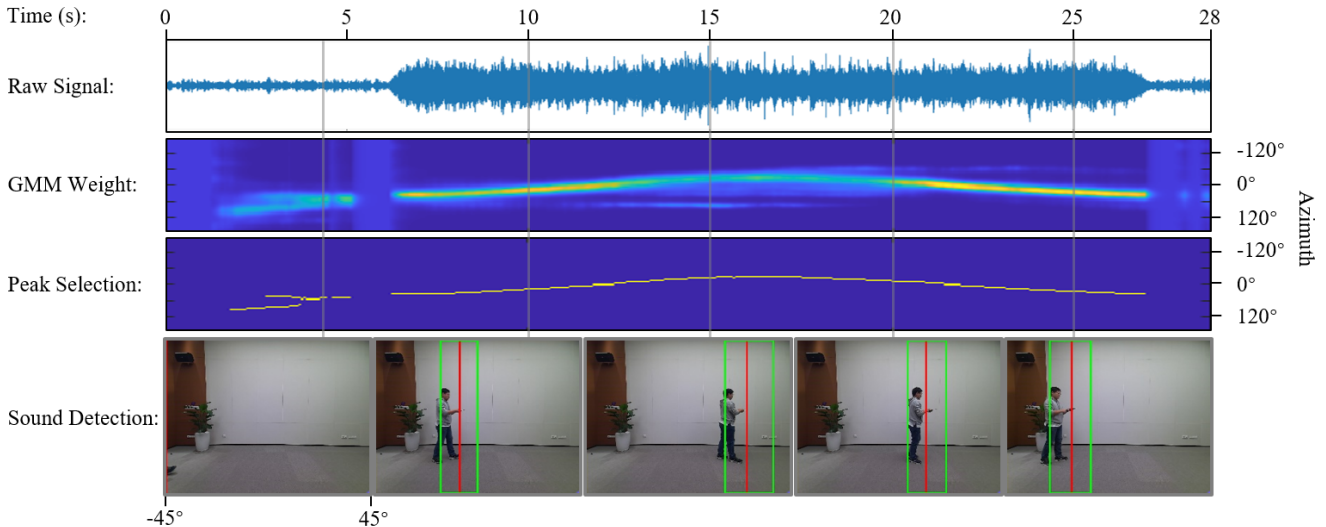 Time (s): 0 5 10 15 20 25 28
Raw Signal:
GMM Weight:
-120°
0°
120°
Peak Selection:
-120°
0°
120°
Azimuth
Sound Detection:
-45° 45°